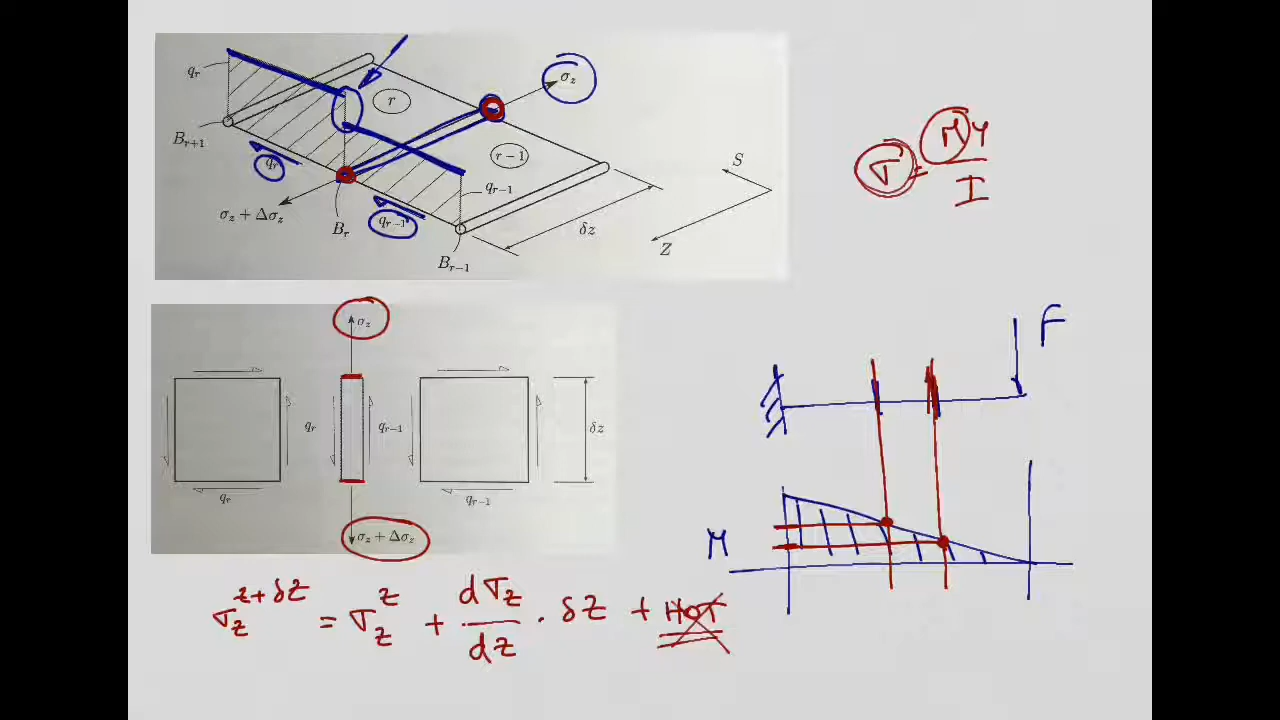 q_r
r
σ_z
B_{r+1}
q_r
r−1
S
σ_z + Δσ_z
B_r
q_{r−1}
q_{r−1}
δz
Z
B_{r−1}
σ = My / I
F
σ_z
q_r
q_{r−1}
δz
q_r
q_{r−1}
σ_z + Δσ_z
M
σ_z^{z+δz} = σ_z^z + dσ_z/dz · δz + HOT